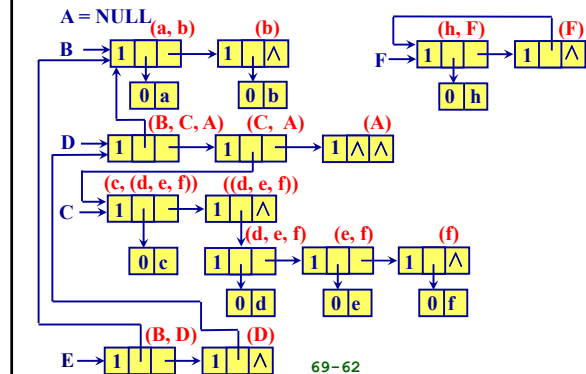 A = NULL
(a, b) (b) (h, F) (F)
B 1 1 ∧ F 1 1 ∧
0 a 0 b 0 h
(B, C, A) (C, A) (A)
D 1 1 1 ∧ ∧
(c, (d, e, f)) ((d, e, f))
C 1 1 ∧
(d, e, f) (e, f) (f)
0 c 1 1 1 ∧
0 d 0 e 0 f
(B, D) (D)
E 1 1 ∧
69-62